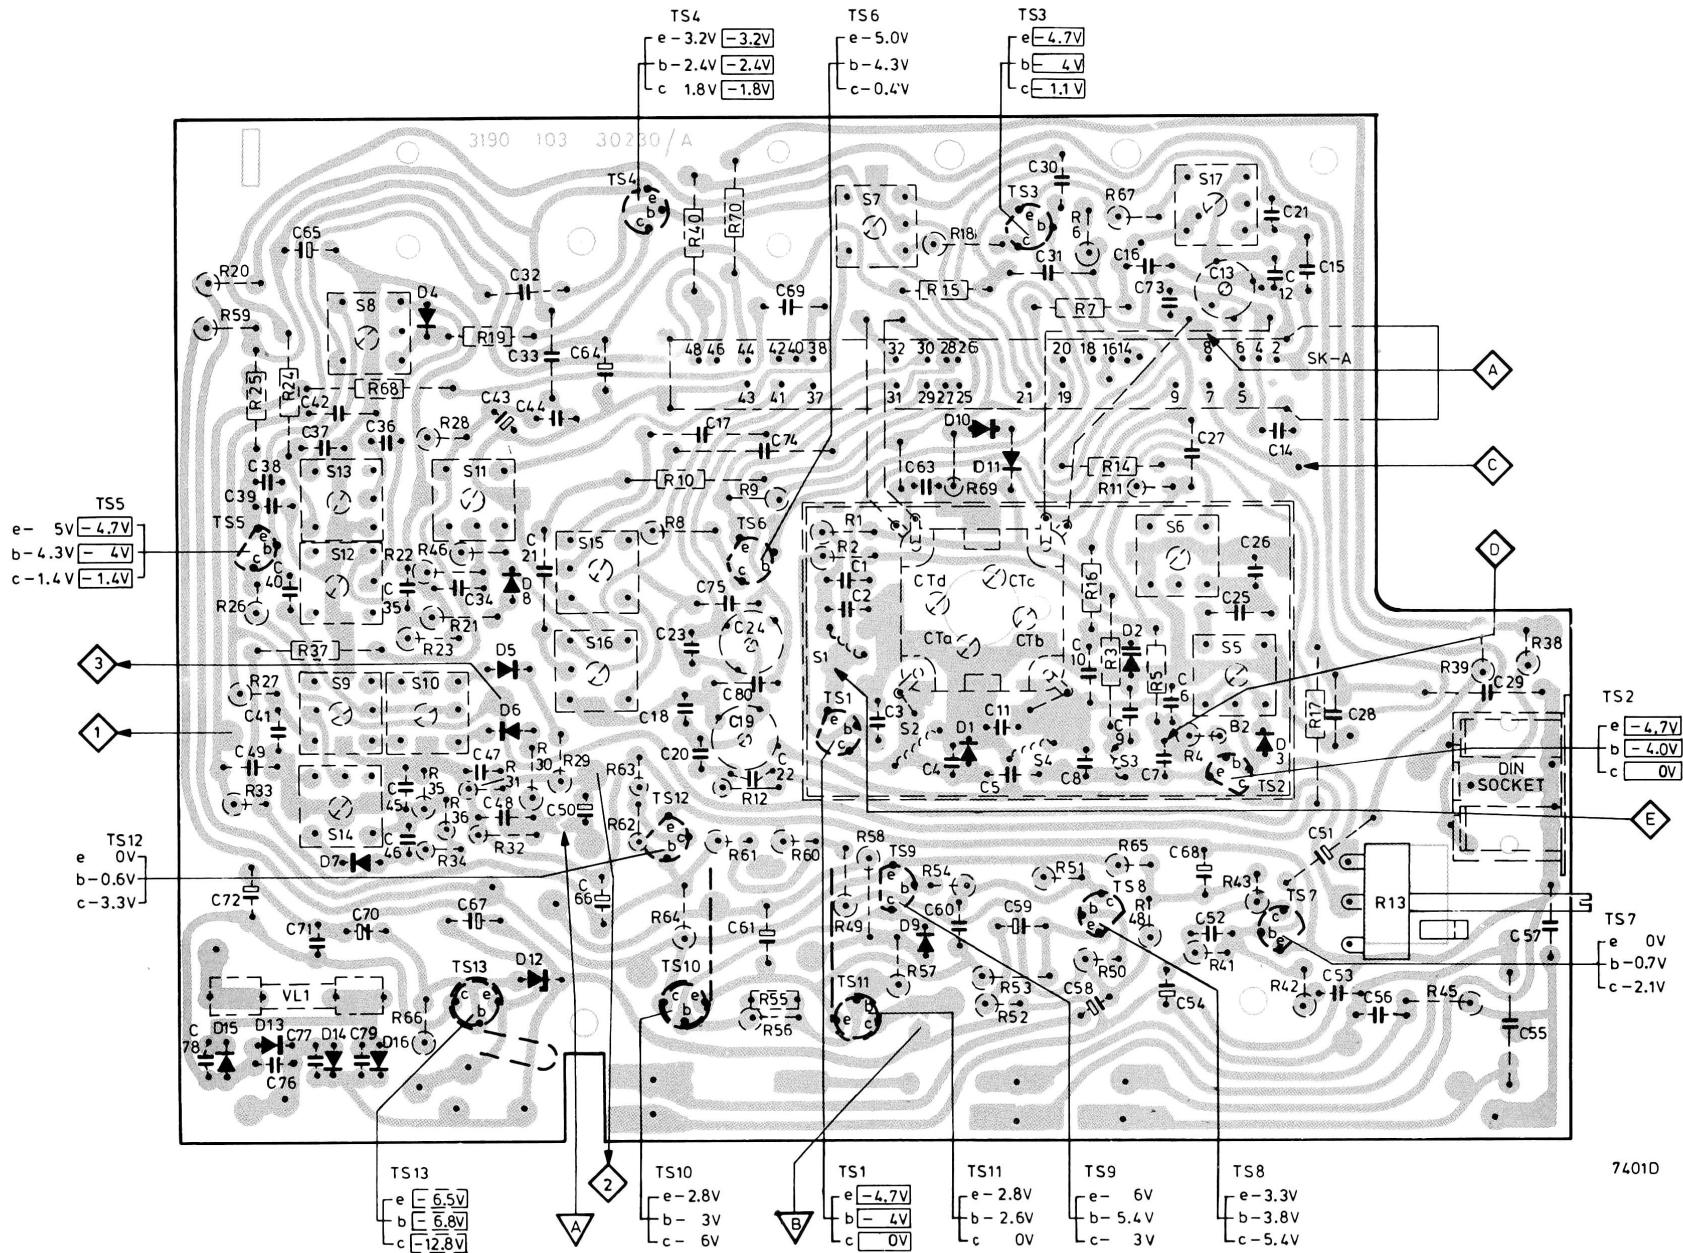 TS4
e -3.2V -3.2V
b -2.4V -2.4V
c 1.8V -1.8V
TS6
e -5.0V
b -4.3V
c -0.4V
TS3
e -4.7V
b - 4V
c -1.1V
3190 103 30230/A
TS4
C65
R20
R59
S8
D4
C32
R19
C33
C64
R40
R70
C69
S7
R18
R15
TS3
C30
R6
R67
C31
C16
C73
R7
S17
C21
C13
C12
C15
48 46 44 42 40 38 32 30 28 26 20 18 16 14 8 6 4 2
SK-A
43 41 37 31 29 27 25 21 19 9 7 5
A
R25
R24
R68
C42
C43
C44
C37
C36
R28
C17
C74
D10
C63
D11
R69
R14
R11
C27
C14
C
C38
C39
S13
S11
R10
R9
TS5
e- 5V -4.7V
b-4.3V - 4V
c-1.4V -1.4V
TS5
S12
R22
R46
C21
S15
R8
TS6
R1
R2
C1
C2
CTd
CTc
CTa
CTb
S6
C26
R16
C25
D
C40
C35
C34
D8
R26
R21
R23
C75
C24
C23
R37
D5
S16
S1
C10
R3
D2
R5
C6
S5
R38
R39
C29
3
R27
S9
S10
C41
D6
C18
C80
C19
TS1
C3
S2
D1
C11
S4
C9
B2
R4
D3
R17
C28
TS2
e -4.7V
b -4.0V
c 0V
1
C49
C47
R31
R30
R29
R63
C20
C22
R12
C4
C5
C8
S3
C7
TS2
DIN
SOCKET
R33
C45
R35
R36
C48
C50
TS12
S14
C46
R34
R32
R62
R61
R60
E
TS12
e 0V
b-0.6V
c-3.3V
D7
C66
R58
TS9
R54
R51
R65
C68
C51
C72
C71
C70
C67
R64
C61
R49
D9
C60
C59
TS8
R48
C52
R43
TS7
R13
C57
TS7
e 0V
b-0.7V
c-2.1V
VL1
TS13
D12
TS10
R55
R56
TS11
R57
R53
R52
C58
R50
C54
R41
R42
C53
C56
R45
C55
C78
D15
D13
C77
D14
C79
D16
R66
C76
7401D
TS13
e - 6.5V
b - 6.8V
c -12.8V
A
2
TS10
e-2.8V
b- 3V
c- 6V
B
TS1
e -4.7V
b - 4V
c 0V
TS11
e-2.8V
b-2.6V
c 0V
TS9
e- 6V
b-5.4V
c- 3V
TS8
e-3.3V
b-3.8V
c-5.4V